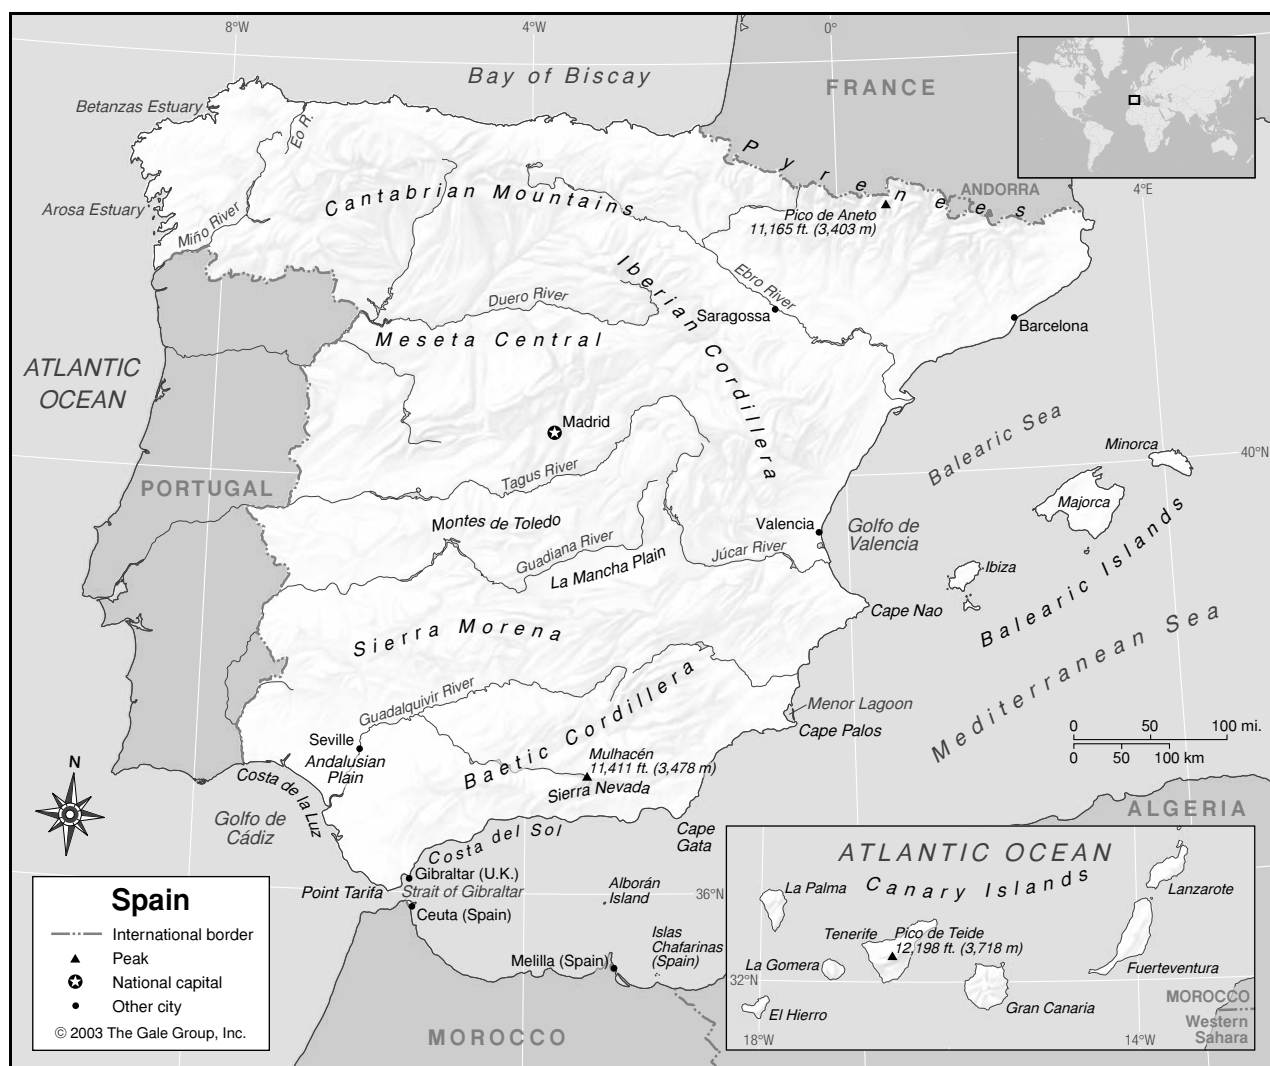 8°W
4°W
0°
Bay of Biscay
FRANCE
Betanzas Estuary
Eo R.
Pyrenees
ANDORRA
4°E
Arosa Estuary
Miño River
Cantabrian Mountains
Pico de Aneto
11,165 ft. (3,403 m)
Iberian Cordillera
Ebro River
Duero River
Saragossa
Barcelona
Meseta Central
ATLANTIC
OCEAN
Madrid
Balearic Sea
Minorca
40°N
Tagus River
PORTUGAL
Majorca
Montes de Toledo
Valencia
Golfo de
Valencia
Guadiana River
Júcar River
La Mancha Plain
Ibiza
Balearic Islands
Cape Nao
Sierra Morena
Mediterranean Sea
Guadalquivir River
Baetic Cordillera
Menor Lagoon
Cape Palos
0 50 100 mi.
0 50 100 km
Seville
Andalusian
Plain
Mulhacén
11,411 ft. (3,478 m)
Sierra Nevada
N
Costa de la Luz
Golfo de
Cádiz
Costa del Sol
Cape
Gata
ALGERIA
Gibraltar (U.K.)
Point Tarifa
Strait of Gibraltar
Ceuta (Spain)
Alborán
Island
36°N
Islas
Chafarinas
(Spain)
Melilla (Spain)
MOROCCO
Spain
International border
Peak
National capital
Other city
© 2003 The Gale Group, Inc.
ATLANTIC OCEAN
Canary Islands
La Palma
Lanzarote
Tenerife
Pico de Teide
12,198 ft. (3,718 m)
La Gomera
Fuerteventura
32°N
Gran Canaria
El Hierro
MOROCCO
Western
Sahara
18°W
14°W